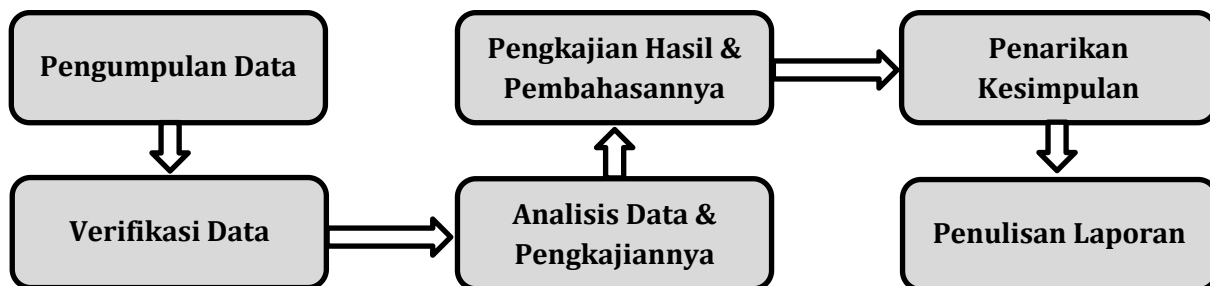 Pengumpulan Data
Verifikasi Data
Analisis Data &
Pengkajiannya
Pengkajian Hasil &
Pembahasannya
Penarikan
Kesimpulan
Penulisan Laporan